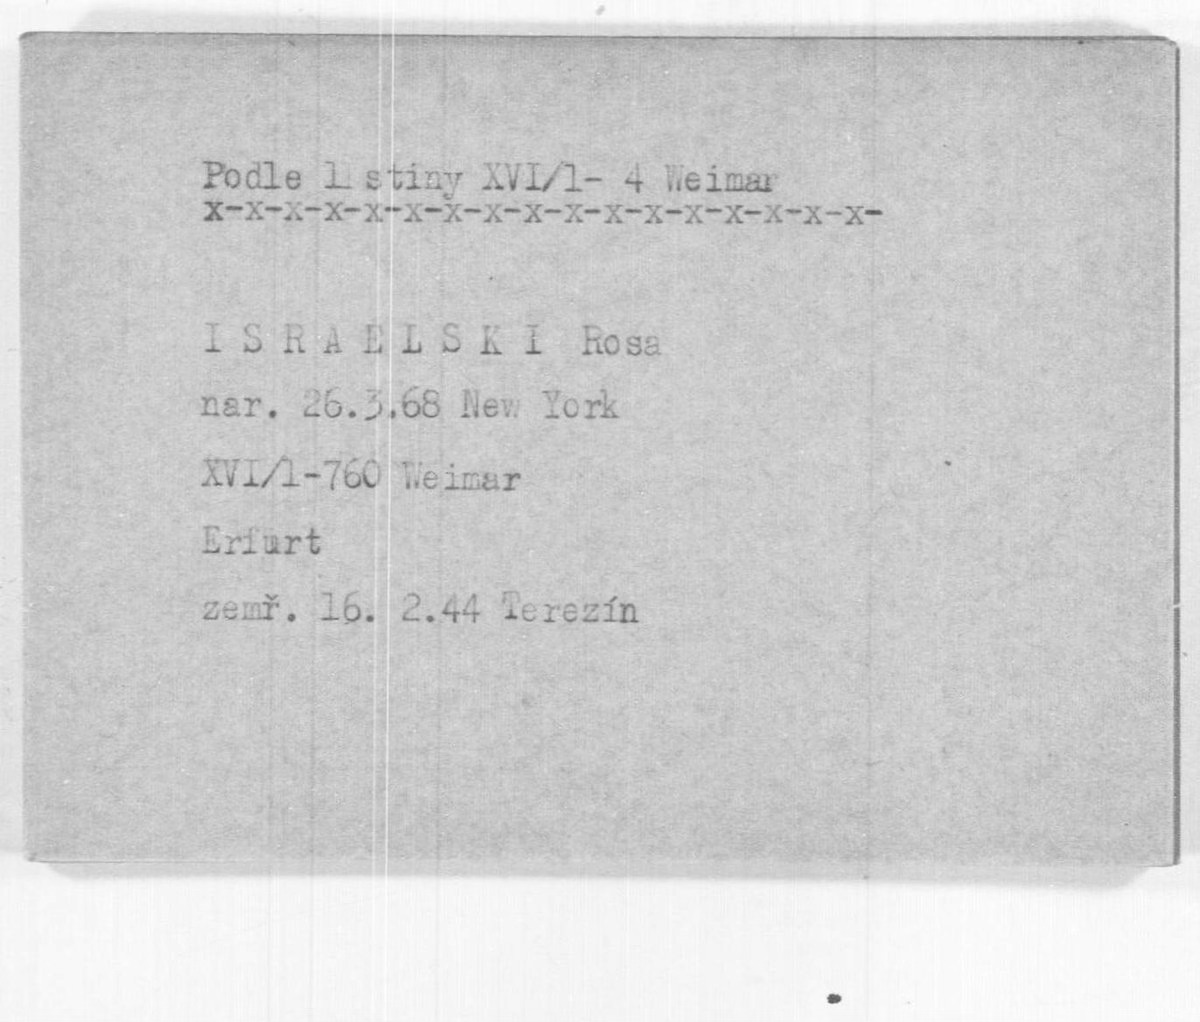 Podle listiny XVI/1- 4 Weimar
x-x-x-x-x-x-x-x-x-x-x-x-x-x-x-x-x-
I S R A E L S K I Rosa
nar. 26.3.68 New York
XVI/1-760 Weimar
Erfurt
zemř. 16. 2.44 Terezín